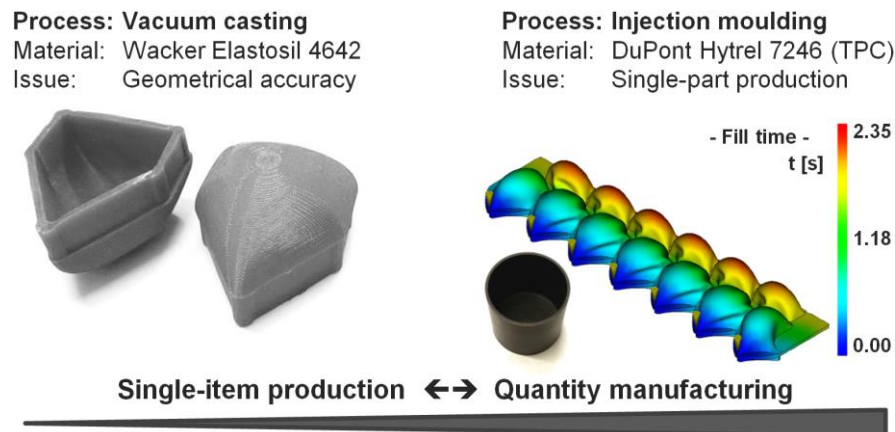 Process: Vacuum casting
Material: Wacker Elastosil 4642
Issue: Geometrical accuracy
Process: Injection moulding
Material: DuPont Hytrel 7246 (TPC)
Issue: Single-part production
- Fill time -
t [s]
2.35
1.18
0.00
Single-item production ←→ Quantity manufacturing